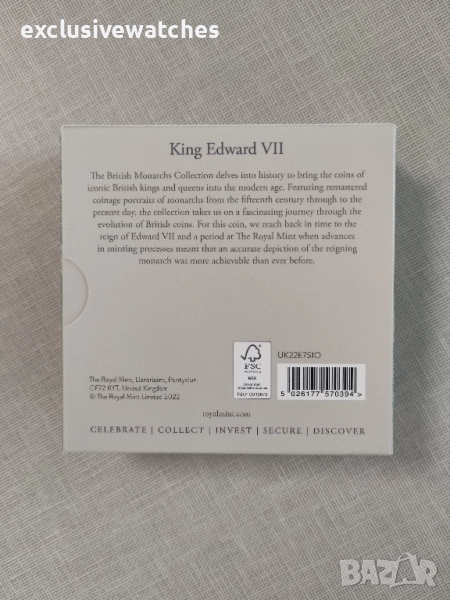 exclusivewatches
King Edward VII
The British Monarchs Collection delves into history to bring the coins of
iconic British kings and queens into the modern age. Featuring remastered
coinage portraits of monarchs from the fifteenth century through to the
present day, the collection takes us on a fascinating journey through the
evolution of British coins. For this coin, we reach back in time to the
reign of Edward VII and a period at The Royal Mint when advances
in minting processes meant that an accurate depiction of the reigning
monarch was more achievable than ever before.
FSC
MIX
UK22E7S1O
The Royal Mint, Llantrisant, Pontyclun
CF72 8YT, United Kingdom
© The Royal Mint Limited 2022
5 026177 570394 >
royalmint.com
CELEBRATE | COLLECT | INVEST | SECURE | DISCOVER
BAZAR